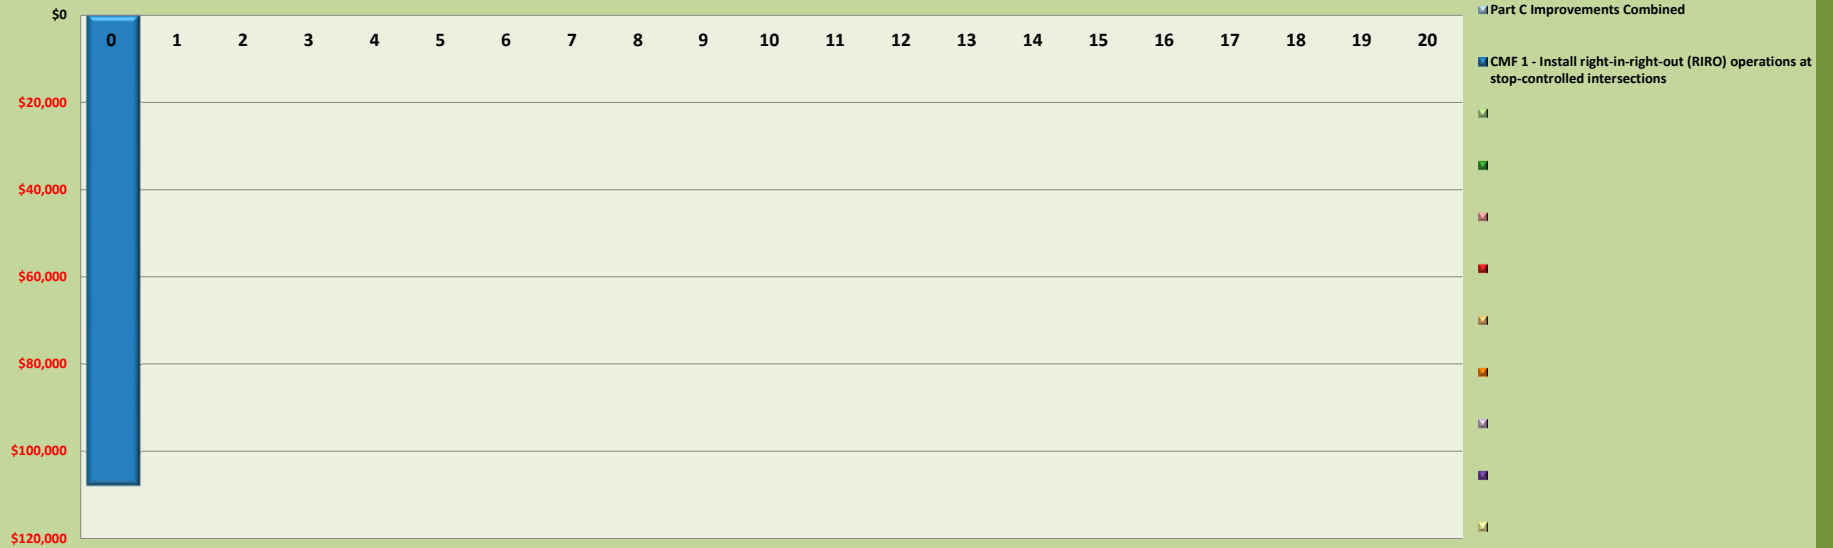 $0
0 1 2 3 4 5 6 7 8 9 10 11 12 13 14 15 16 17 18 19 20
$20,000
$40,000
$60,000
$80,000
$100,000
$120,000
Part C Improvements Combined
CMF 1 - Install right-in-right-out (RIRO) operations at
stop-controlled intersections